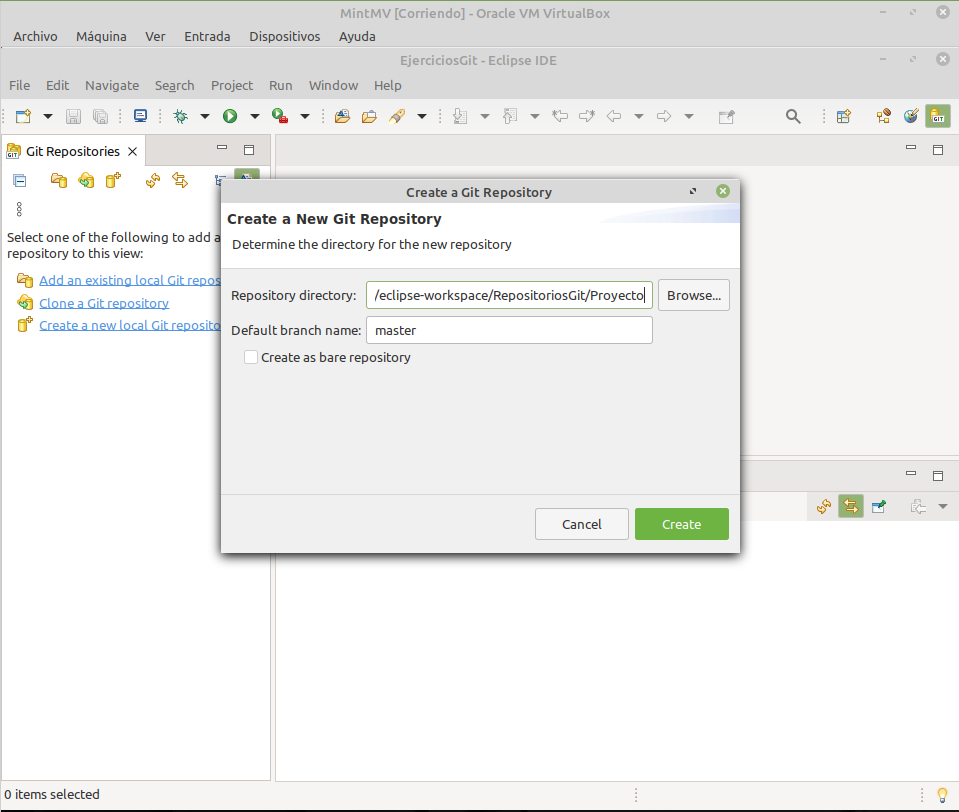 MintMV [Corriendo] - Oracle VM VirtualBox
Archivo Máquina Ver Entrada Dispositivos Ayuda
EjerciciosGit - Eclipse IDE
File Edit Navigate Search Project Run Window Help
GIT
GIT Git Repositories
Create a Git Repository
Create a New Git Repository
Determine the directory for the new repository
Select one of the following to add a
repository to this view:
Add an existing local Git repos
Clone a Git repository
Create a new local Git reposito
Repository directory: /eclipse-workspace/RepositoriosGit/Proyecto Browse...
Default branch name: master
Create as bare repository
Cancel Create
0 items selected